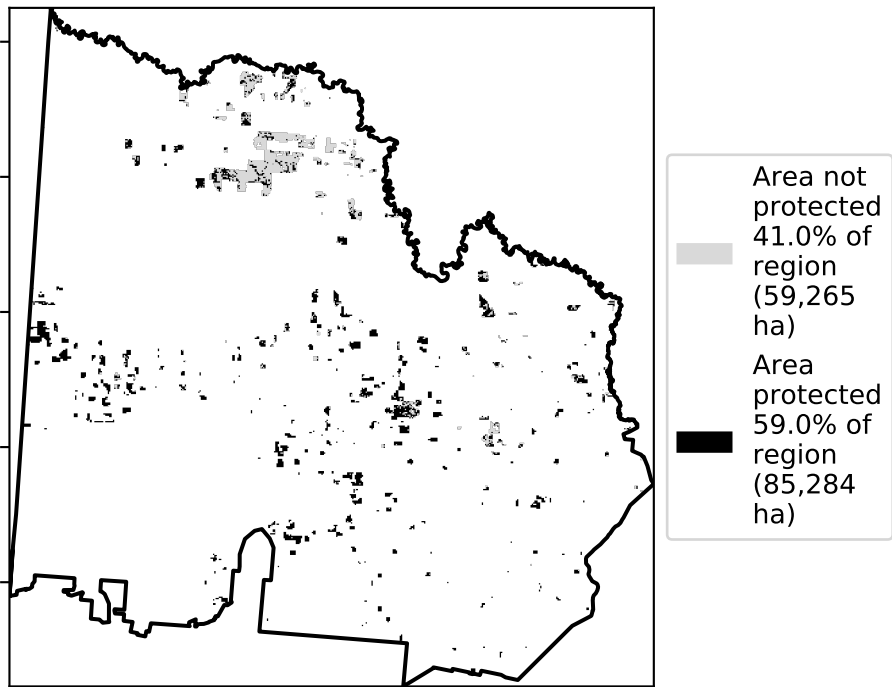 Area not
protected
41.0% of
region
(59,265
ha)
Area
protected
59.0% of
region
(85,284
ha)